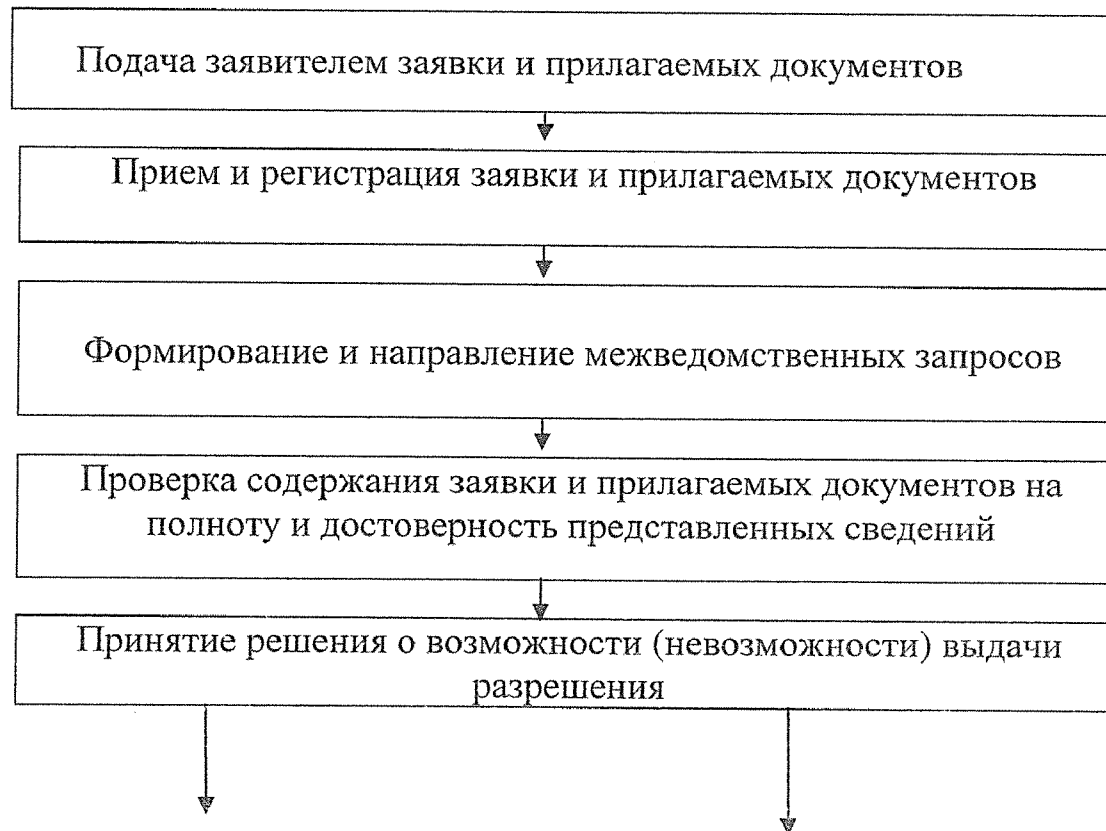 Подача заявителем заявки и прилагаемых документов
Прием и регистрация заявки и прилагаемых документов
Формирование и направление межведомственных запросов
Проверка содержания заявки и прилагаемых документов на
полноту и достоверность представленных сведений
Принятие решения о возможности (невозможности) выдачи
разрешения